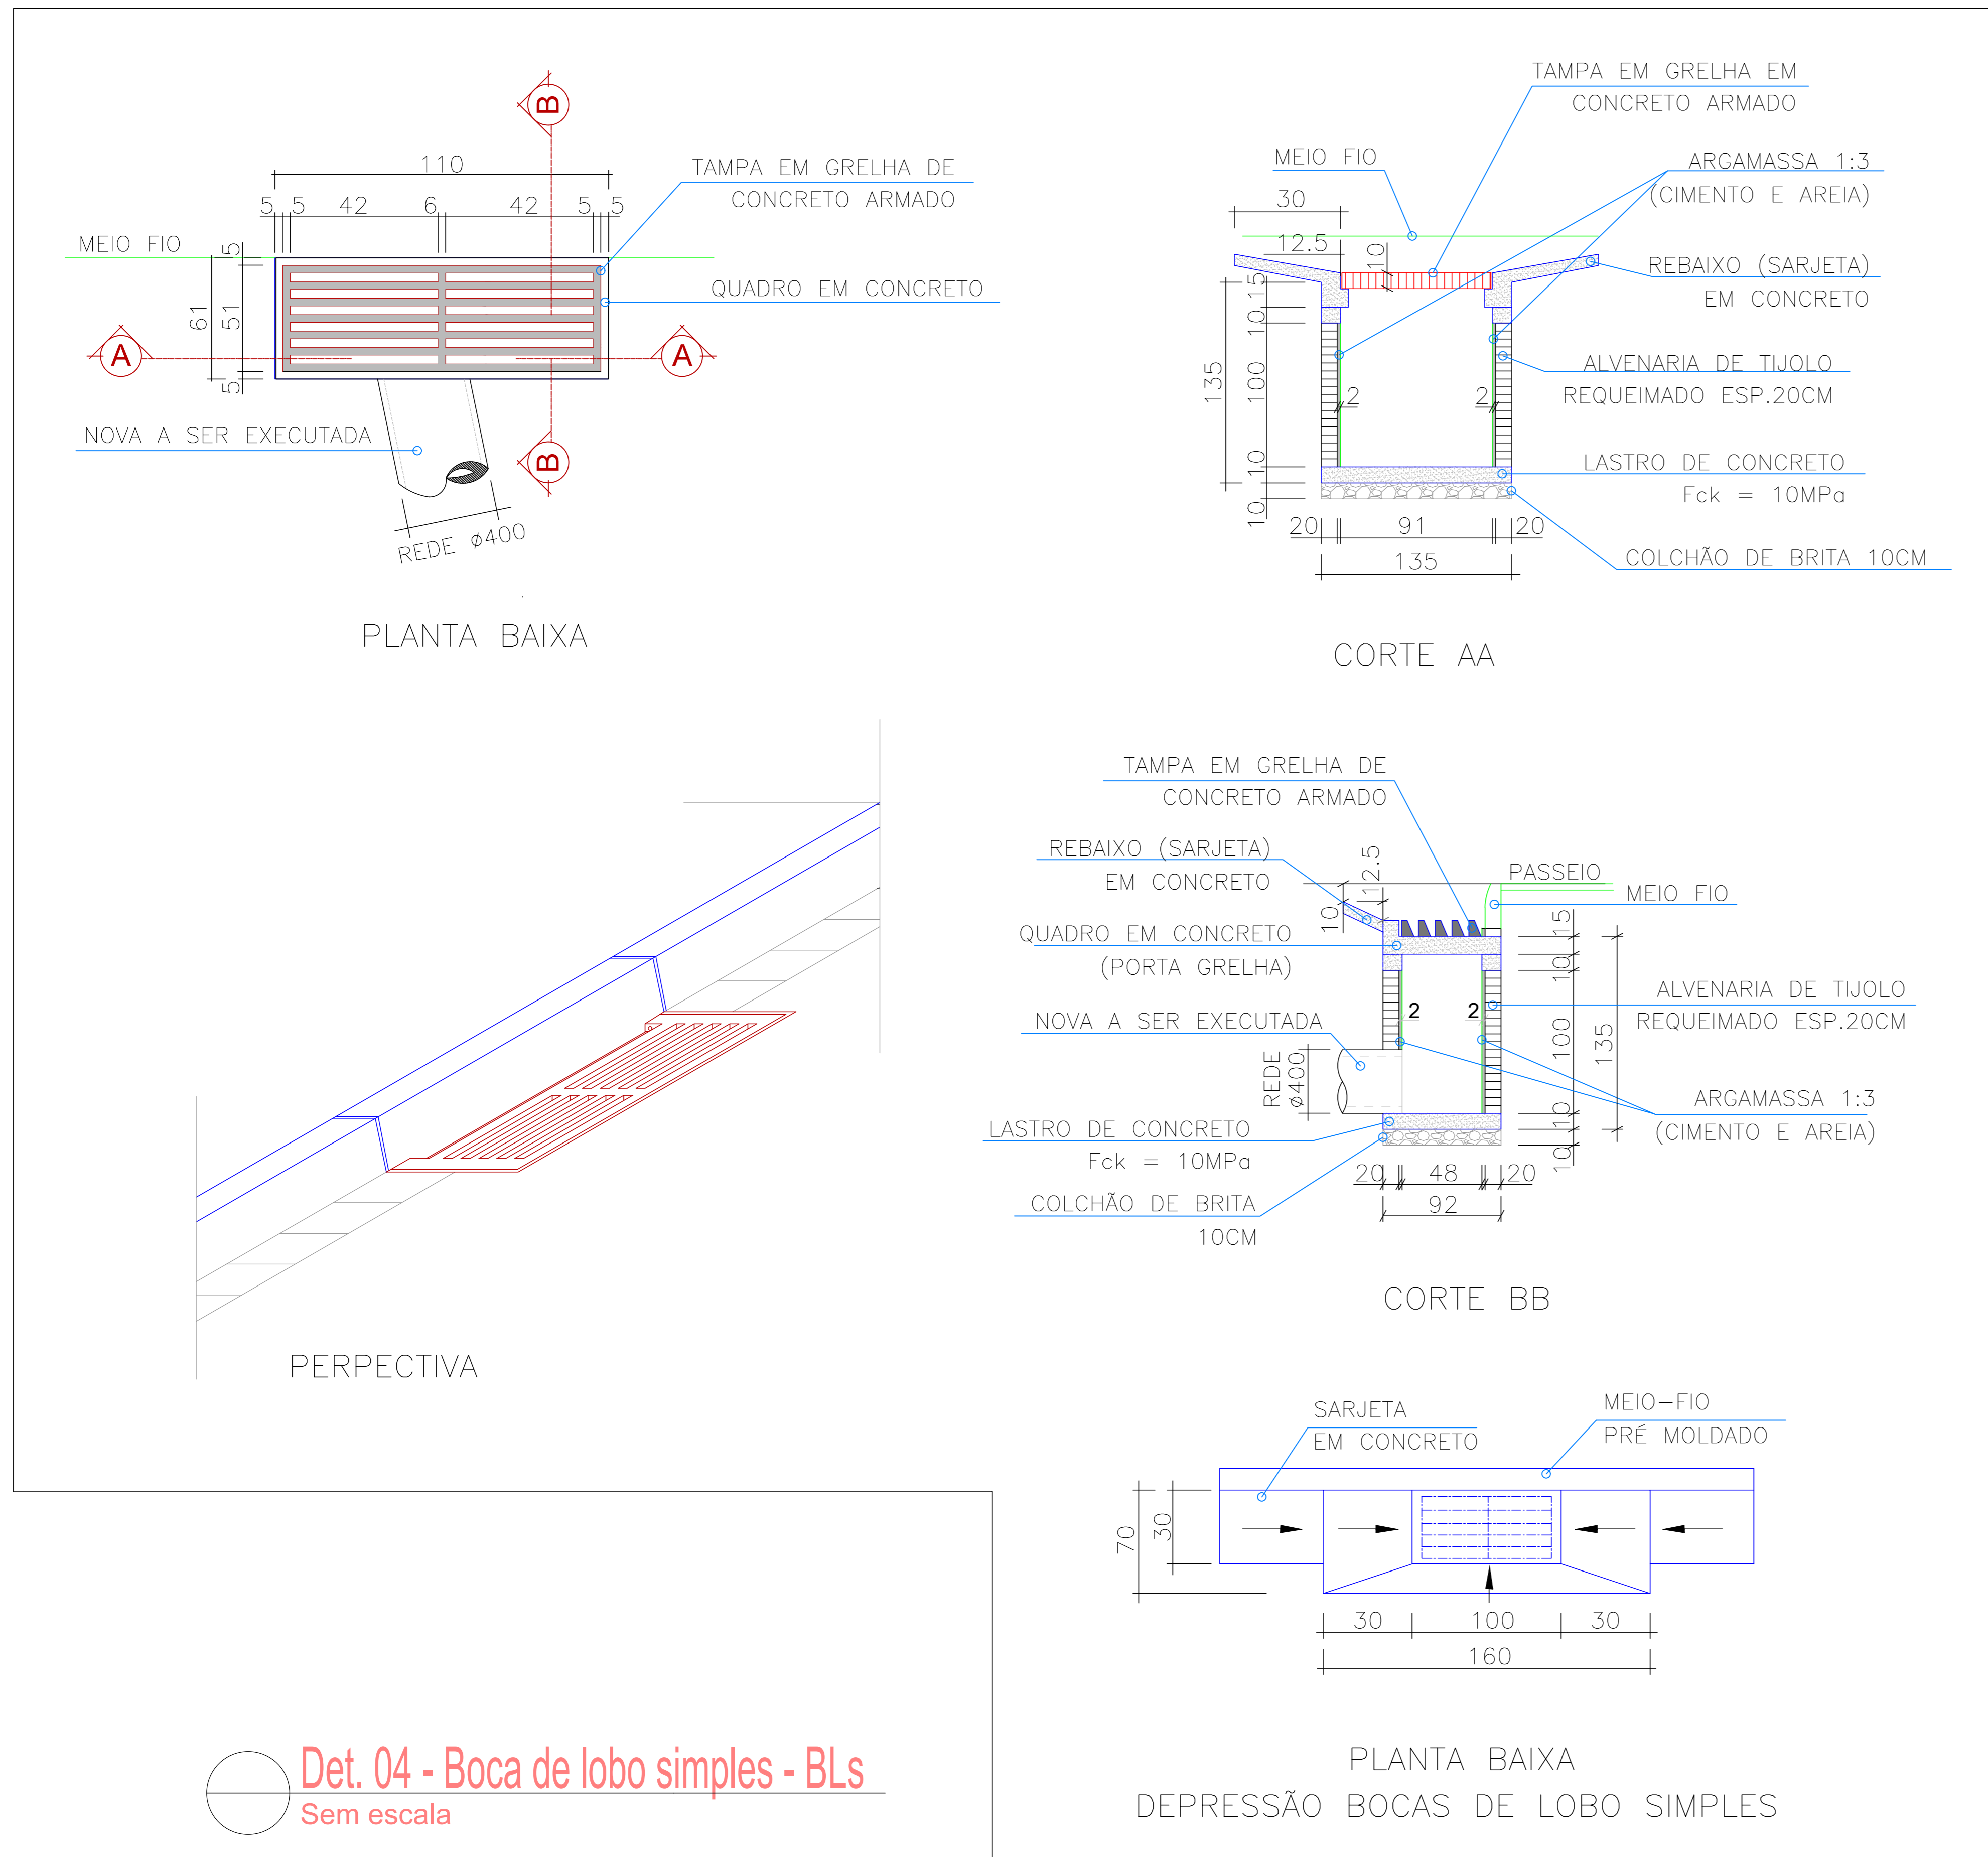 B
110
5
5
42
6
42
5
5
TAMPA EM GRELHA DE
CONCRETO ARMADO
MEIO FIO
QUADRO EM CONCRETO
5
61
51
5
A
A
NOVA A SER EXECUTADA
B
REDE ø400
PLANTA BAIXA
TAMPA EM GRELHA EM
CONCRETO ARMADO
MEIO FIO
ARGAMASSA 1:3
(CIMENTO E AREIA)
30
12.5
10
REBAIXO (SARJETA)
EM CONCRETO
15
10
135
100
10
10
2
2
ALVENARIA DE TIJOLO
REQUEIMADO ESP.20CM
LASTRO DE CONCRETO
Fck = 10MPa
20
91
20
135
COLCHÃO DE BRITA 10CM
CORTE AA
PERPECTIVA
TAMPA EM GRELHA DE
CONCRETO ARMADO
REBAIXO (SARJETA)
EM CONCRETO
12.5
10
PASSEIO
MEIO FIO
QUADRO EM CONCRETO
(PORTA GRELHA)
15
10
100
10
10
135
ALVENARIA DE TIJOLO
REQUEIMADO ESP.20CM
NOVA A SER EXECUTADA
2
2
REDE
ø400
ARGAMASSA 1:3
(CIMENTO E AREIA)
LASTRO DE CONCRETO
Fck = 10MPa
COLCHÃO DE BRITA
10CM
20
48
20
92
CORTE BB
SARJETA
EM CONCRETO
MEIO-FIO
PRÉ MOLDADO
70
30
30
100
30
160
PLANTA BAIXA
DEPRESSÃO BOCAS DE LOBO SIMPLES
Det. 04 - Boca de lobo simples - BLs
Sem escala